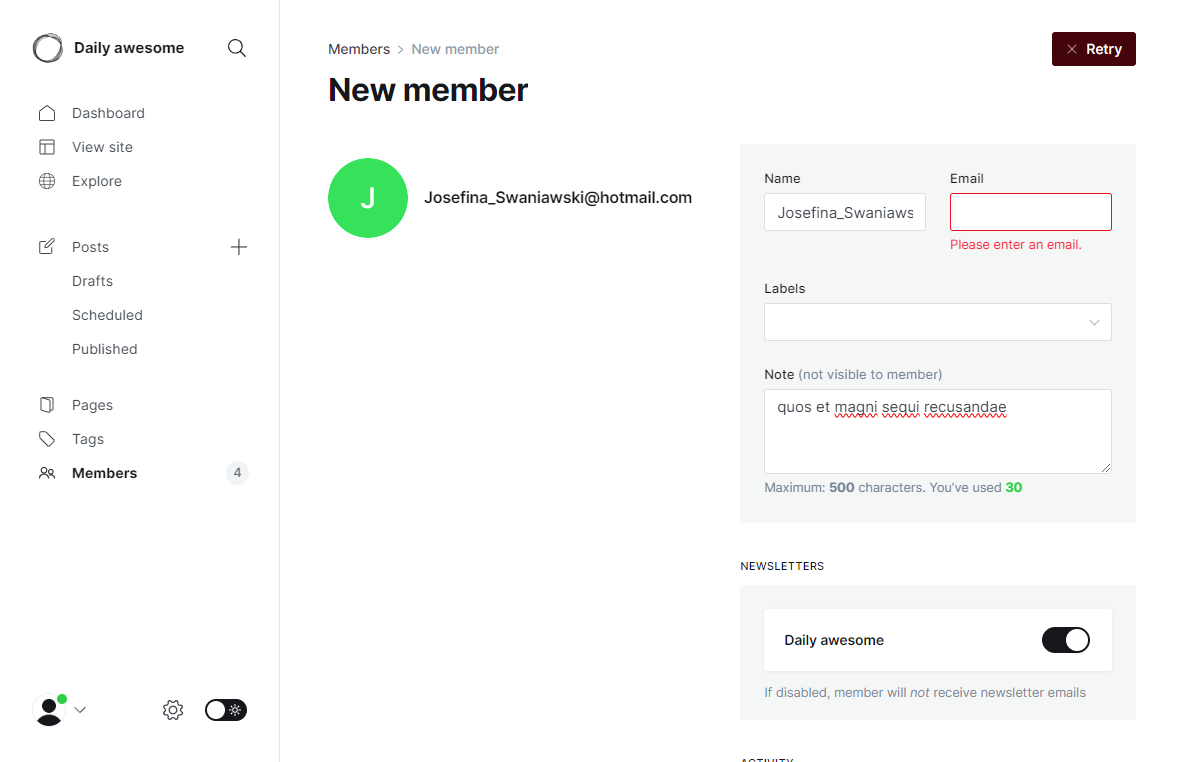 Daily awesome
Dashboard
View site
Explore
Posts
Drafts
Scheduled
Published
Pages
Tags
Members 4
Members New member
Retry
New member
J
Josefina_Swaniawski@hotmail.com
Name Email
Josefina_Swaniaws
Please enter an email.
Labels
Note (not visible to member)
quos et magni sequi recusandae
Maximum: 500 characters. You've used 30
NEWSLETTERS
Daily awesome
If disabled, member will not receive newsletter emails
ACTIVITY